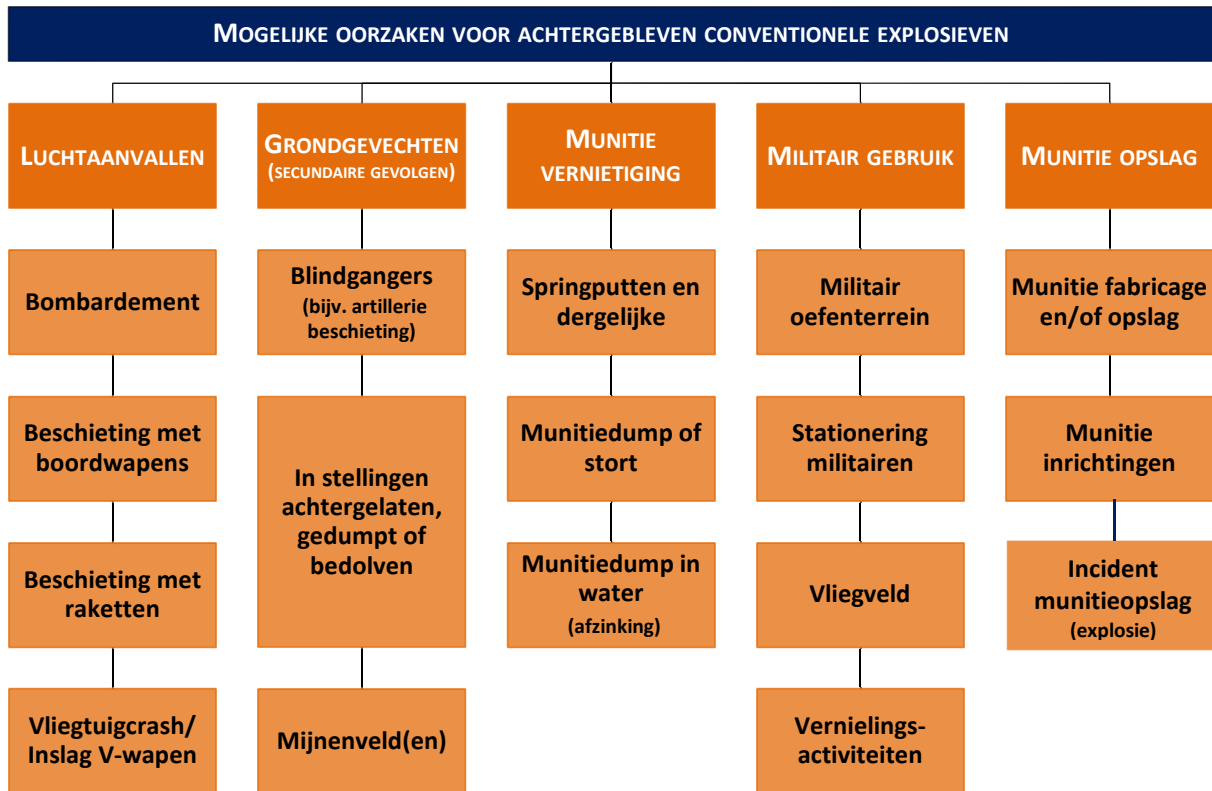 MOGELIJKE OORZAKEN VOOR ACHTERGEBLEVEN CONVENTIONELE EXPLOSIEVEN
LUCHTAANVALLEN
Bombardement
Beschieting met
boordwapens
Beschieting met
raketten
Vliegtuigcrash/
Inslag V-wapen
GRONDGEVECHTEN
(SECUNDAIRE GEVOLGEN)
Blindgangers
(bijv. artillerie
beschieting)
In stellingen
achtergelaten,
gedumpt of
bedolven
Mijnenveld(en)
MUNITIE
VERNIETIGING
Springputten en
dergelijke
Munitiedump of
stort
Munitiedump in
water
(afzinking)
MILITAIR GEBRUIK
Militair
oefenterrein
Stationering
militairen
Vliegveld
Vernielings-
activiteiten
MUNITIE OPSLAG
Munitie fabricage
en/of opslag
Munitie
inrichtingen
Incident
munitieopslag
(explosie)